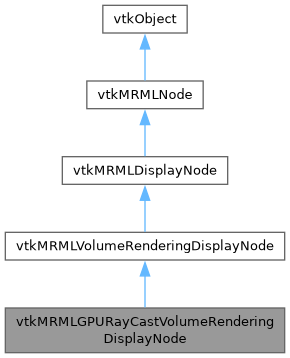 vtkObject
vtkMRMLNode
vtkMRMLDisplayNode
vtkMRMLVolumeRenderingDisplayNode
vtkMRMLGPURayCastVolumeRendering
DisplayNode